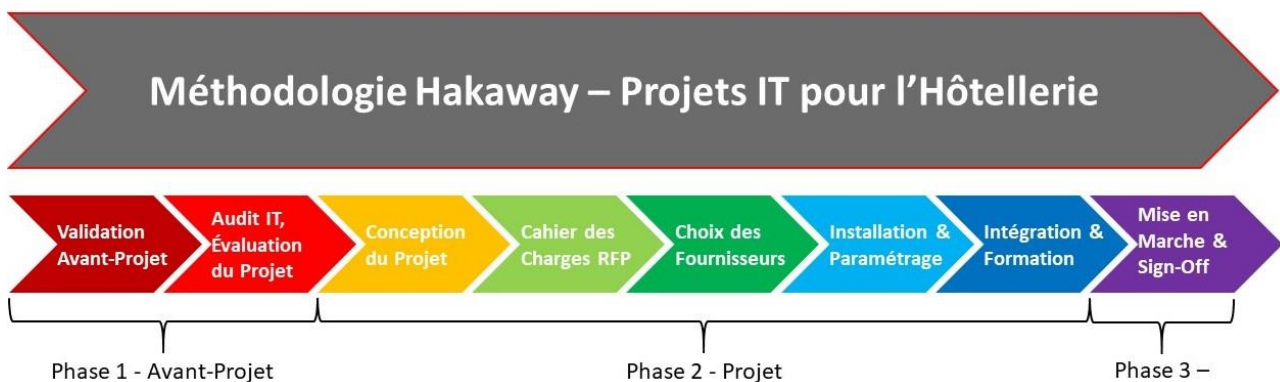 Méthodologie Hakaway – Projets IT pour l’Hôtellerie
Validation
Avant-Projet
Audit IT,
Évaluation
du Projet
Conception
du Projet
Cahier des
Charges RFP
Choix des
Fournisseurs
Installation &
Paramétrage
Intégration &
Formation
Mise en
Marche &
Sign-Off
Phase 1 - Avant-Projet
Phase 2 - Projet
Phase 3 –